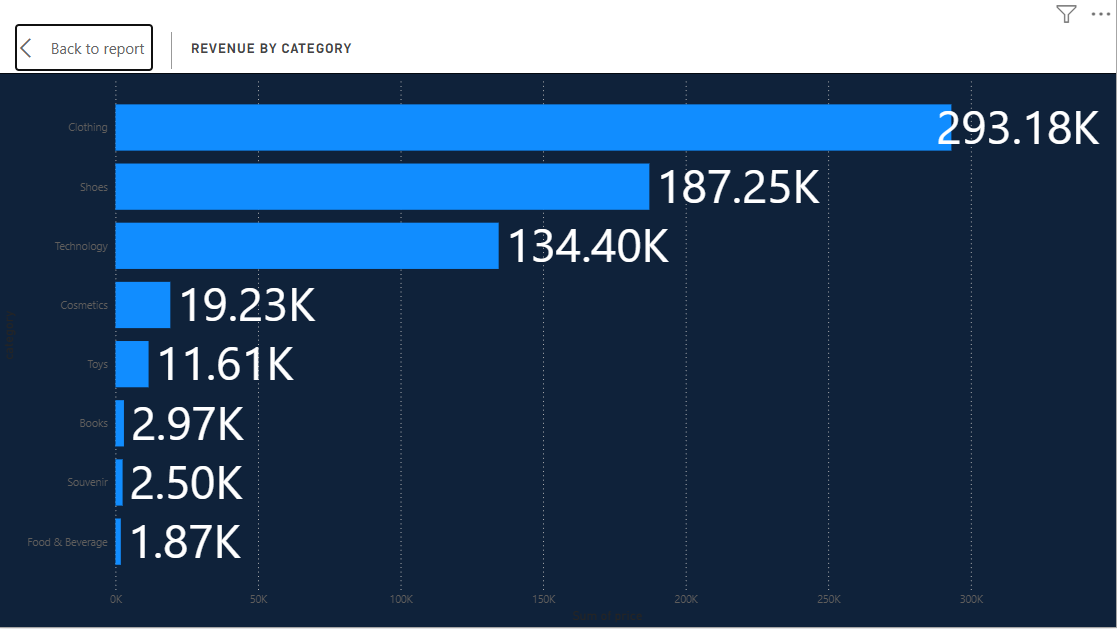 Back to report
REVENUE BY CATEGORY
Clothing 293.18K
Shoes 187.25K
Technology 134.40K
Cosmetics 19.23K
Toys 11.61K
Books 2.97K
Souvenir 2.50K
Food & Beverage 1.87K
0K 50K 100K 150K 200K 250K 300K